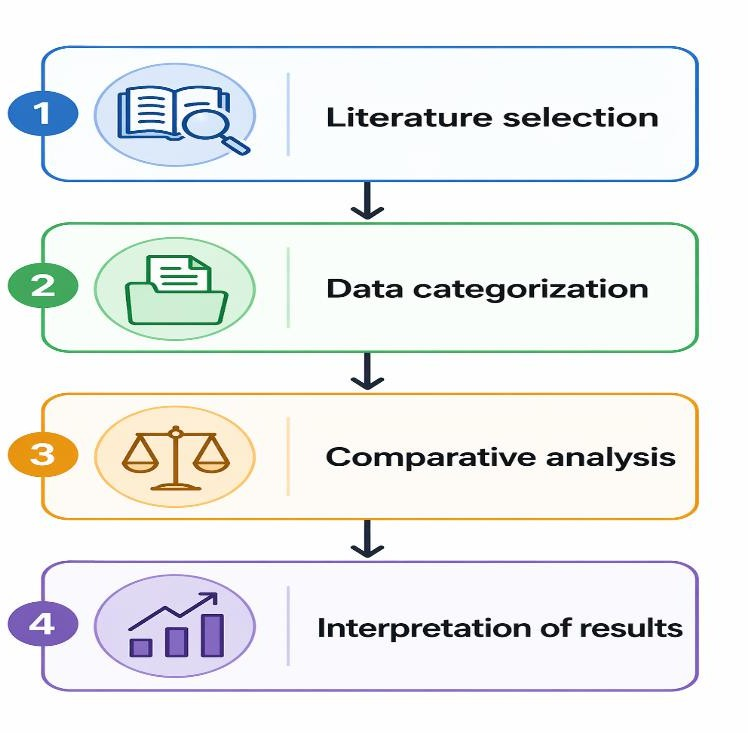 1
Literature selection
2
Data categorization
3
Comparative analysis
4
Interpretation of results